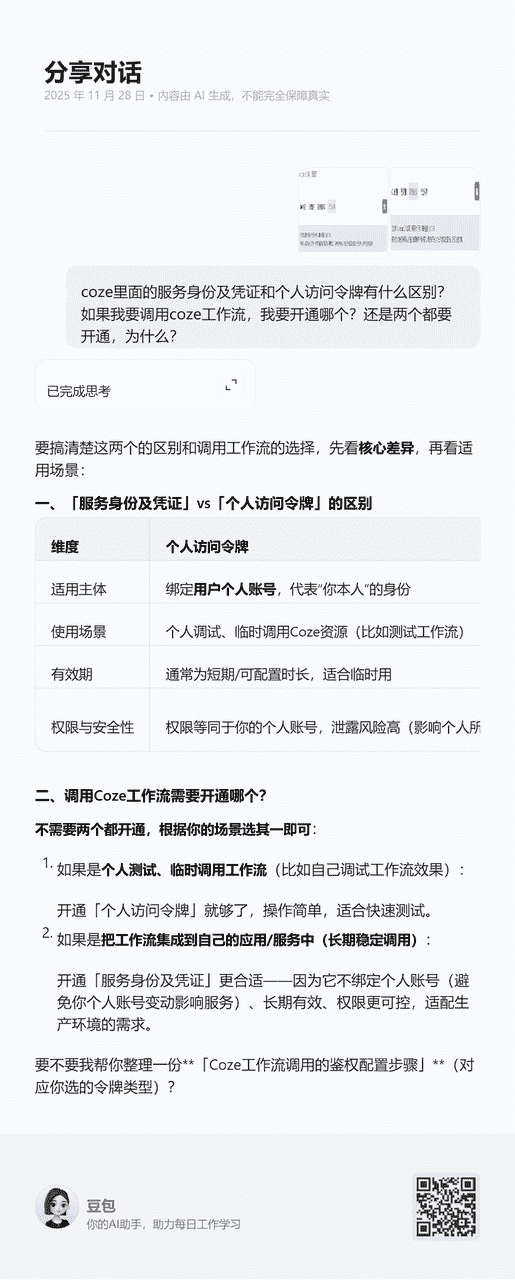 分享对话
2025 年 11 月 28 日 • 内容由 AI 生成，不能完全保障真实
coze里面的服务身份及凭证和个人访问令牌有什么区别？
如果我要调用coze工作流，我要开通哪个？还是两个都要
开通，为什么？
已完成思考
要搞清楚这两个的区别和调用工作流的选择，先看核心差异，再看适
用场景：
一、「服务身份及凭证」vs「个人访问令牌」的区别
维度 个人访问令牌
适用主体 绑定用户个人账号，代表“你本人”的身份
使用场景 个人调试、临时调用Coze资源（比如测试工作流）
有效期 通常为短期/可配置时长，适合临时用
权限与安全性 权限等同于你的个人账号，泄露风险高（影响个人所
二、调用Coze工作流需要开通哪个？
不需要两个都开通，根据你的场景选其一即可：
1. 如果是个人测试、临时调用工作流（比如自己调试工作流效果）：
开通「个人访问令牌」就够了，操作简单，适合快速测试。
2. 如果是把工作流集成到自己的应用/服务中（长期稳定调用）：
开通「服务身份及凭证」更合适——因为它不绑定个人账号（避
免你个人账号变动影响服务）、长期有效、权限更可控，适配生
产环境的需求。
要不要我帮你整理一份**「Coze工作流调用的鉴权配置步骤」**（对
应你选的令牌类型）？
豆包
你的AI助手，助力每日工作学习